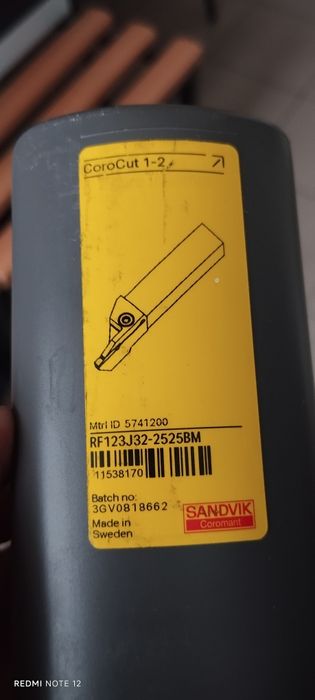 CoroCut 1-2
Mtrl ID 5741200
RF123J32-2525BM
11538170
Batch no:
3GV0818662
Made in
Sweden
SANDVIK
Coromant
REDMI NOTE 12